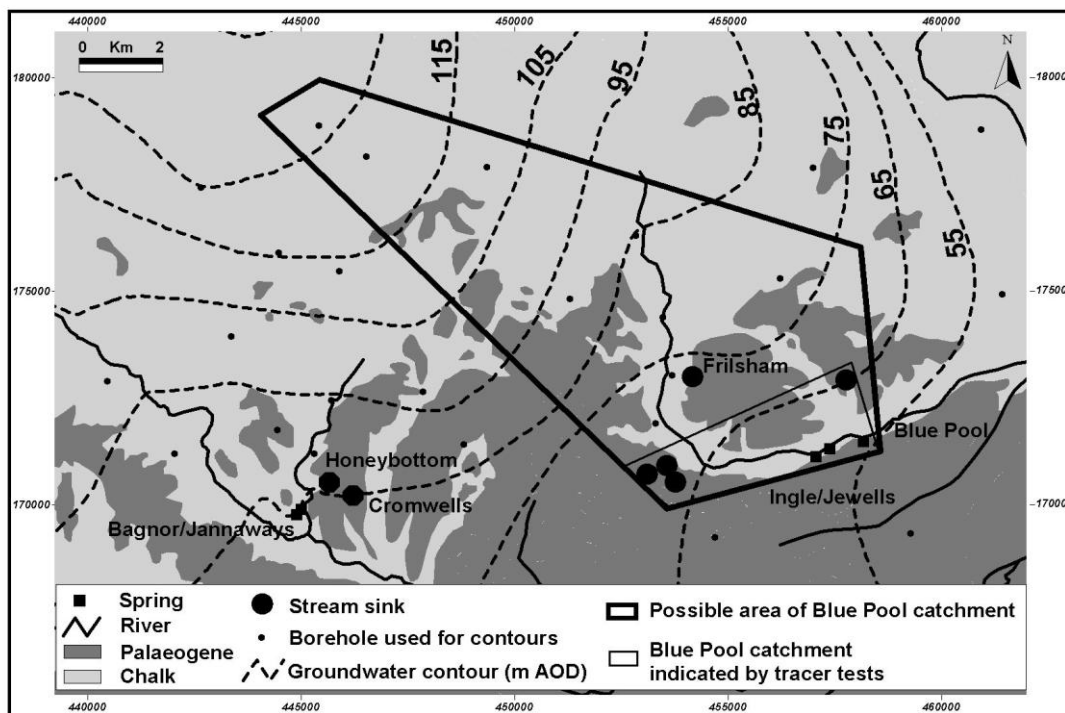 440000 445000 450000 455000 460000
0 Km 2
N
115 105 95 85 75 65 55
180000 18000
175000 17500
Frilsham
Blue Pool
Honeybottom
Ingle/Jewells
170000 17000
Cromwells
Bagnor/Jannaways
Spring
River
Palaeogene
Chalk
Stream sink
Borehole used for contours
Groundwater contour (m AOD)
Possible area of Blue Pool catchment
Blue Pool catchment
indicated by tracer tests
440000 445000 450000 455000 460000